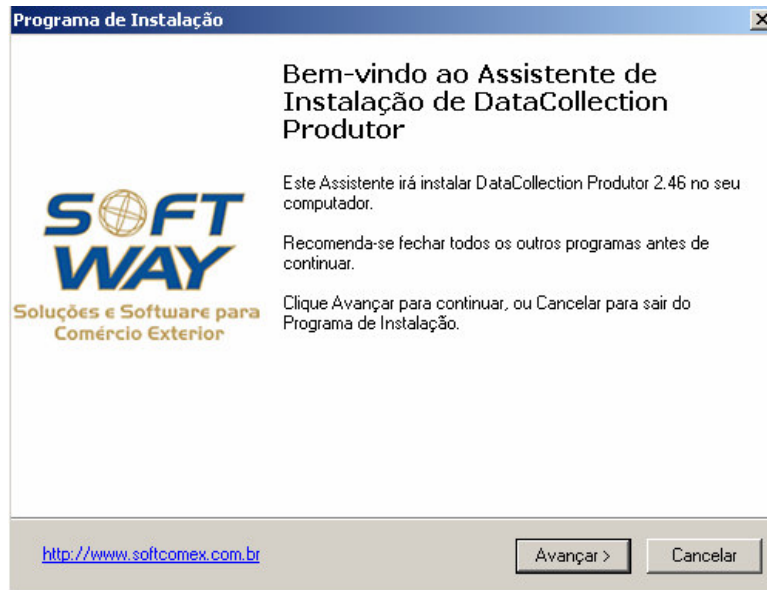 Programa de Instalação
Bem-vindo ao Assistente de
Instalação de DataCollection
Produtor
Este Assistente irá instalar DataCollection Produtor 2.46 no seu
computador.
Recomenda-se fechar todos os outros programas antes de
continuar.
Clique Avançar para continuar, ou Cancelar para sair do
Programa de Instalação.
SOFT
WAY
Soluções e Software para
Comércio Exterior
http://www.softcomex.com.br
Avançar >
Cancelar